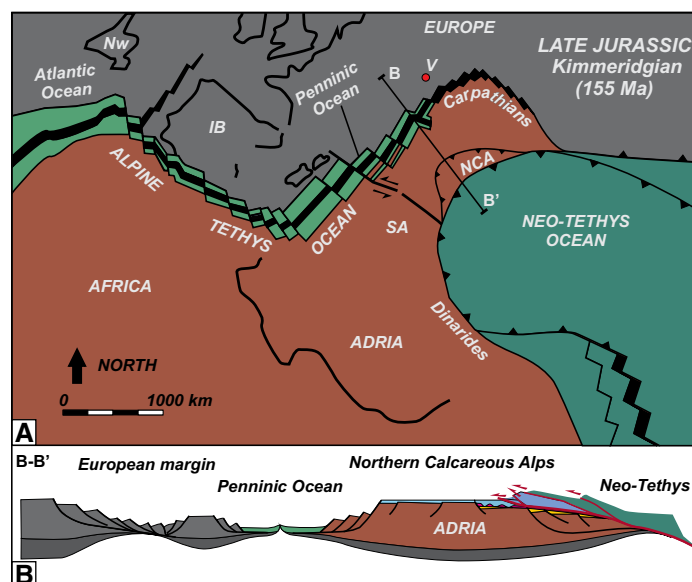 EUROPE
LATE JURASSIC
Kimmeridgian
(155 Ma)
Nw
Atlantic
Ocean
IB
Penninic
Ocean
B
V
Carpathians
NCA
B'
ALPINE
TETHYS
OCEAN
SA
NEO-TETHYS
OCEAN
AFRICA
ADRIA
Dinarides
NORTH
0 1000 km
A
B-B'
European margin
Penninic Ocean
Northern Calcareous Alps
Neo-Tethys
ADRIA
B